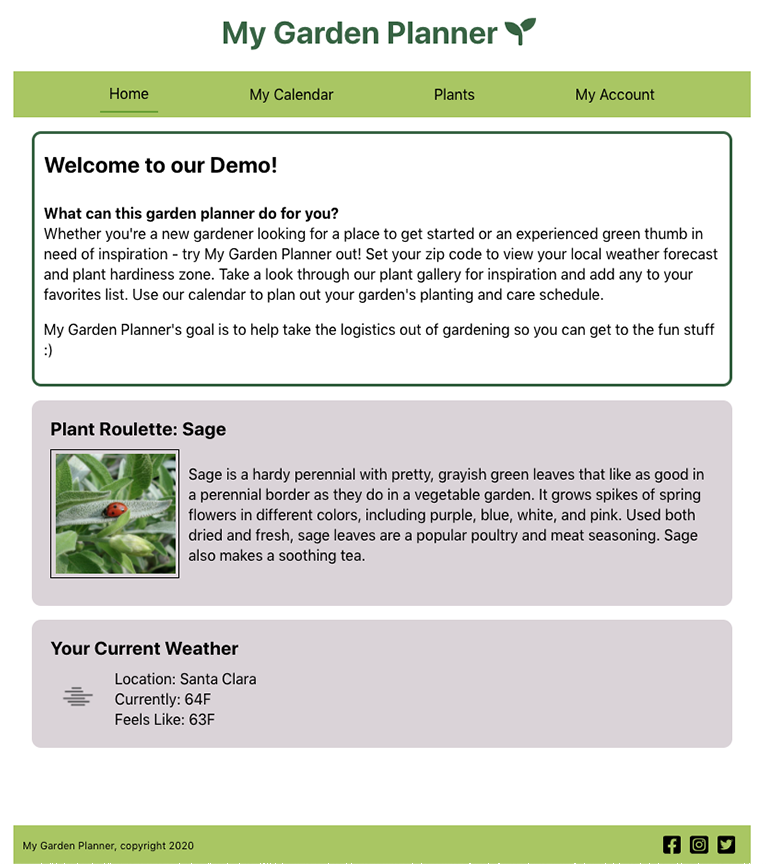 My Garden Planner
Home
My Calendar
Plants
My Account
Welcome to our Demo!
What can this garden planner do for you?
Whether you're a new gardener looking for a place to get started or an experienced green thumb in
need of inspiration - try My Garden Planner out! Set your zip code to view your local weather forecast
and plant hardiness zone. Take a look through our plant gallery for inspiration and add any to your
favorites list. Use our calendar to plan out your garden's planting and care schedule.
My Garden Planner's goal is to help take the logistics out of gardening so you can get to the fun stuff
:)
Plant Roulette: Sage
Sage is a hardy perennial with pretty, grayish green leaves that like as good in
a perennial border as they do in a vegetable garden. It grows spikes of spring
flowers in different colors, including purple, blue, white, and pink. Used both
dried and fresh, sage leaves are a popular poultry and meat seasoning. Sage
also makes a soothing tea.
Your Current Weather
Location: Santa Clara
Currently: 64F
Feels Like: 63F
My Garden Planner, copyright 2020